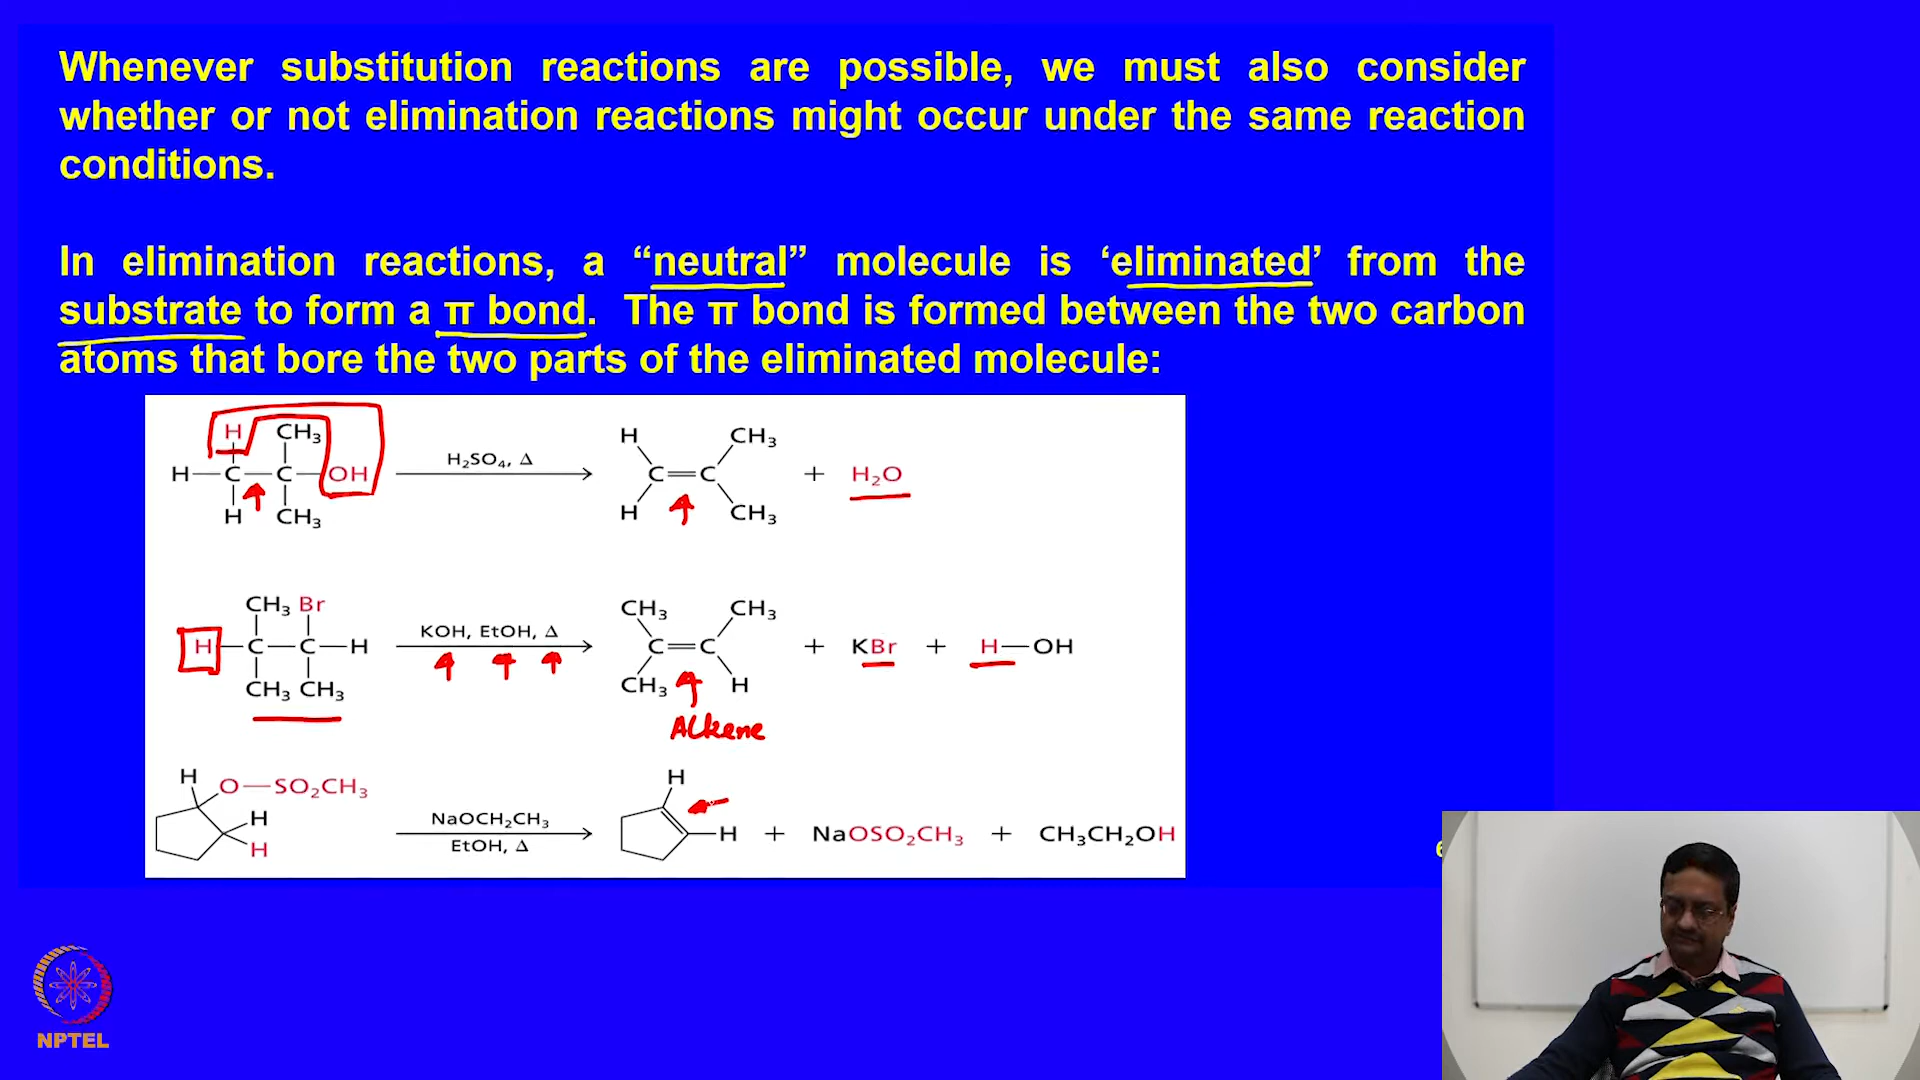 Whenever substitution reactions are possible, we must also consider
whether or not elimination reactions might occur under the same reaction
conditions.
In elimination reactions, a “neutral” molecule is ‘eliminated’ from the
substrate to form a π bond. The π bond is formed between the two carbon
atoms that bore the two parts of the eliminated molecule:
H CH₃ H CH₃
H—C—C—OH H₂SO₄, Δ C=C + H₂O
H CH₃ H CH₃
CH₃ Br CH₃ CH₃
H—C—C—H KOH, EtOH, Δ C=C + KBr + H—OH
CH₃ CH₃ CH₃ H
Alkene
H O—SO₂CH₃ H
H NaOCH₂CH₃ H + NaOSO₂CH₃ + CH₃CH₂OH
H EtOH, Δ
NPTEL